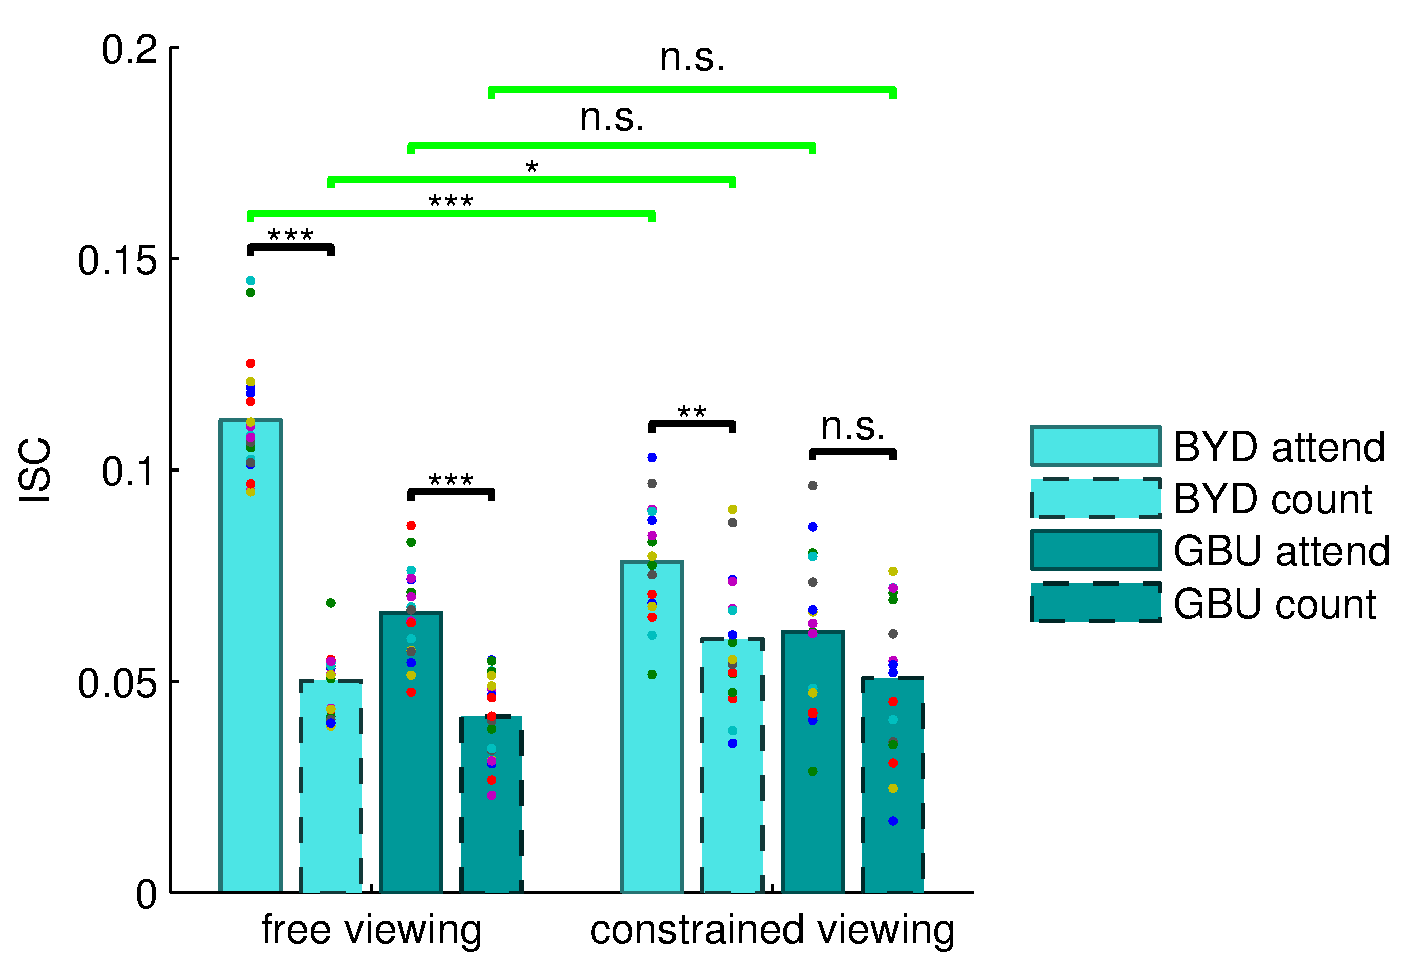 0.2
n.s.
n.s.
*
***
***
0.15
ISC
0.1
**
n.s.
***
BYD attend
BYD count
GBU attend
GBU count
0.05
0
free viewing
constrained viewing